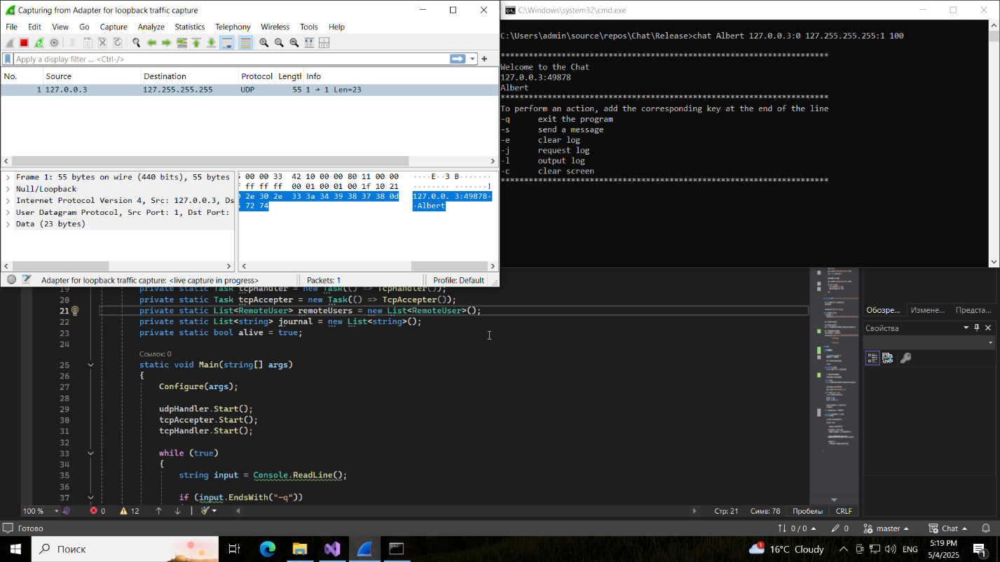 Capturing from Adapter for loopback traffic capture
File Edit View Go Capture Analyze Statistics Telephony Wireless Tools Help
Apply a display filter ... <Ctrl-/>
No. Source Destination Protocol Length Info
1 127.0.0.3 127.255.255.255 UDP 55 1 → 1 Len=23
Frame 1: 55 bytes on wire (440 bits), 55 bytes
Null/Loopback
Internet Protocol Version 4, Src: 127.0.0.3, Ds
User Datagram Protocol, Src Port: 1, Dst Port:
Data (23 bytes)
00 00 33 42 10 00 00 80 11 00 00 ····E··3 B·······
ff ff ff 00 01 00 01 00 1f 10 21 ········ ·······!
2e 30 2e 33 3a 34 39 38 37 38 0d 127.0.0. 3:49878·
72 74 ·Albert
Adapter for loopback traffic capture: <live capture in progress> Packets: 1 Profile: Default
C:\Windows\system32\cmd.exe
C:\Users\admin\source\repos\Chat\Release>chat Albert 127.0.0.3:0 127.255.255.255:1 100
**********************************************************************
Welcome to the Chat
127.0.0.3:49878
Albert
**********************************************************************
To perform an action, add the corresponding key at the end of the line
-q exit the program
-s send a message
-e clear log
-j request log
-l output log
-c clear screen
**********************************************************************
19 private static Task tcpHandler = new Task(() => TcpHandler());
20 private static Task tcpAccepter = new Task(() => TcpAccepter());
21 private static List<RemoteUser> remoteUsers = new List<RemoteUser>();
22 private static List<string> journal = new List<string>();
23 private static bool alive = true;
24
Ссылок: 0
25 static void Main(string[] args)
26 {
27 Configure(args);
28
29 udpHandler.Start();
30 tcpAccepter.Start();
31 tcpHandler.Start();
32
33 while (true)
34 {
35 string input = Console.ReadLine();
36
37 if (input.EndsWith("-q"))
Обозре... Измене... Предста...
Свойства
100 % 0 12 Стр: 21 Симв: 78 Пробелы CRLF
Готово 0 / 0 0 master Chat
Поиск 1 16°C Cloudy ENG 5:19 PM
5/4/2025 1